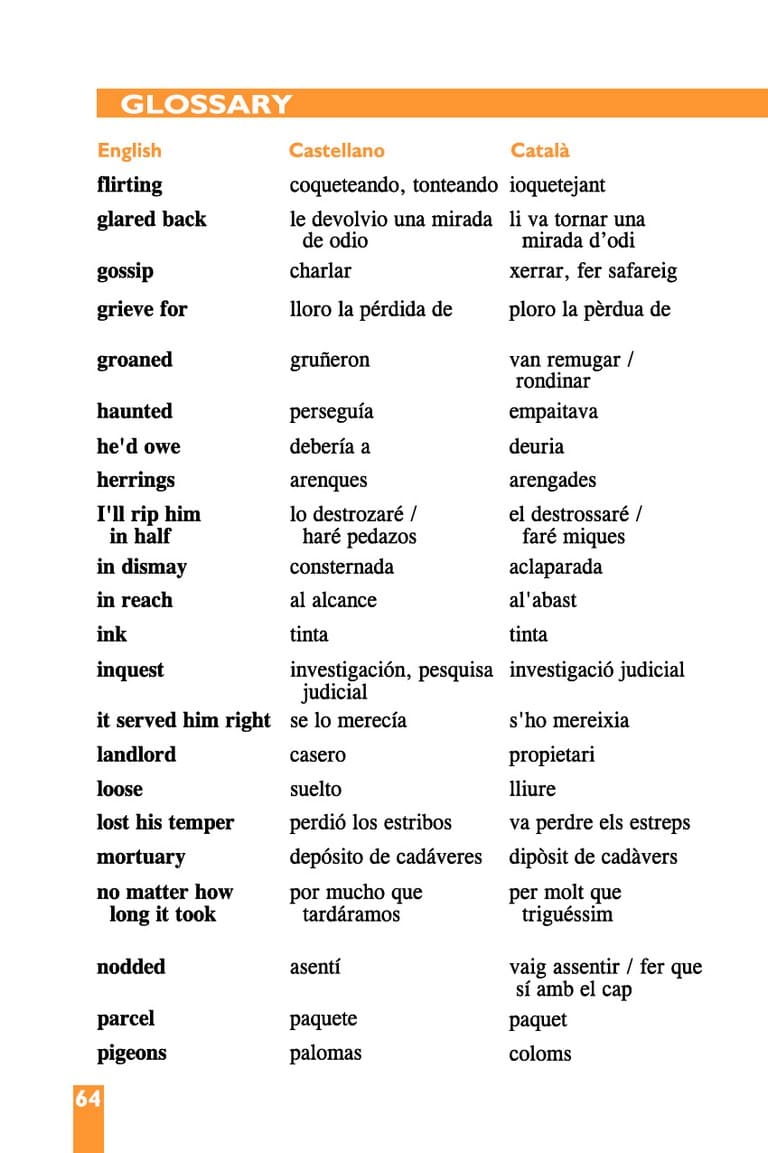 GLOSSARY
English Castellano Català
flirting coqueteando, tonteando ioquetejant
glared back le devolvio una mirada li va tornar una
de odio mirada d’odi
gossip charlar xerrar, fer safareig
grieve for lloro la pérdida de ploro la pèrdua de
groaned gruñeron van remugar /
rondinar
haunted perseguía empaitava
he'd owe debería a deuria
herrings arenques arengades
I'll rip him lo destrozaré / el destrossaré /
in half haré pedazos faré miques
in dismay consternada aclaparada
in reach al alcance al'abast
ink tinta tinta
inquest investigación, pesquisa investigació judicial
judicial
it served him right se lo merecía s'ho mereixia
landlord casero propietari
loose suelto lliure
lost his temper perdió los estribos va perdre els estreps
mortuary depósito de cadáveres dipòsit de cadàvers
no matter how por mucho que per molt que
long it took tardáramos triguéssim
nodded asentí vaig assentir / fer que
sí amb el cap
parcel paquete paquet
pigeons palomas coloms
64